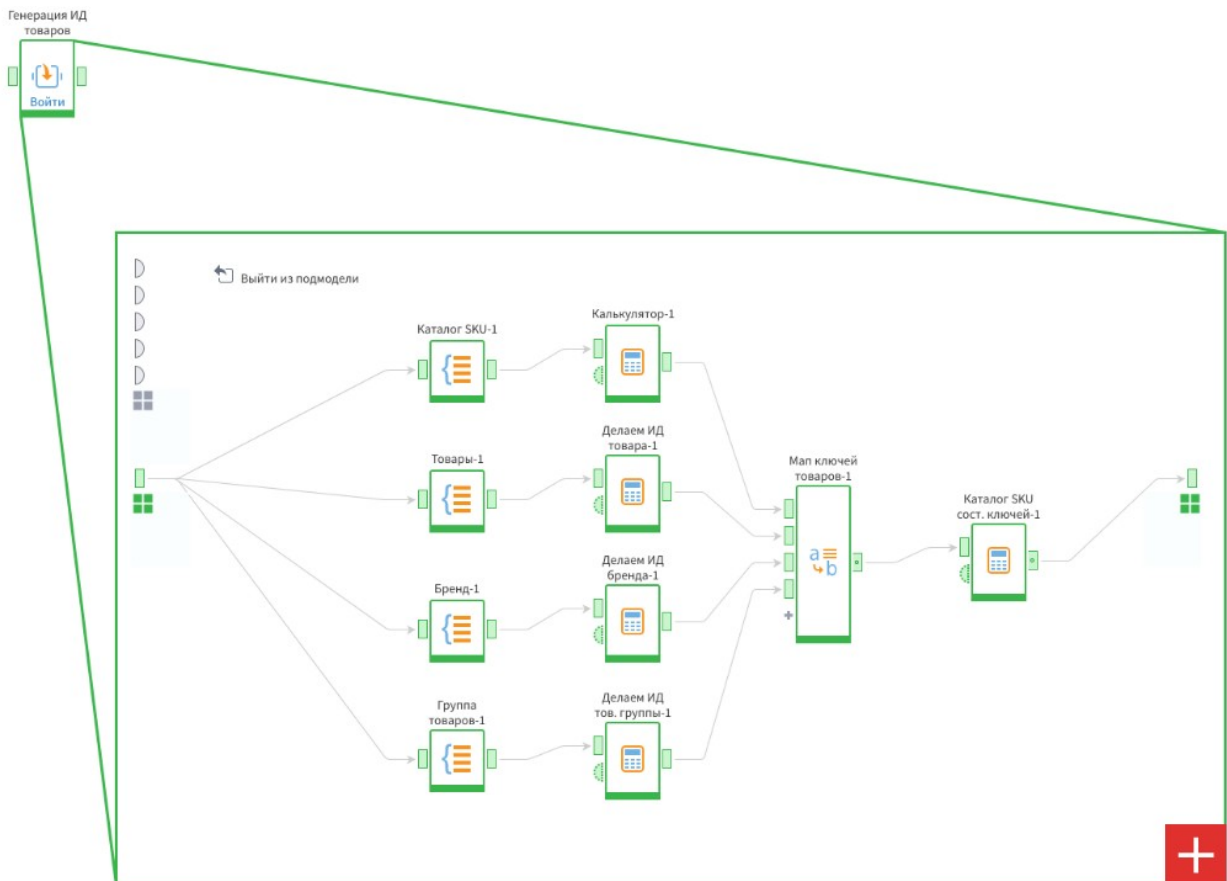 Генерация ИД
товаров
Войти
Выйти из подмодели
Каталог SKU-1
Калькулятор-1
Товары-1
Делаем ИД
товара-1
Мап ключей
товаров-1
a
b
Каталог SKU
сост. ключей-1
Бренд-1
Делаем ИД
бренда-1
Группа
товаров-1
Делаем ИД
тов. группы-1